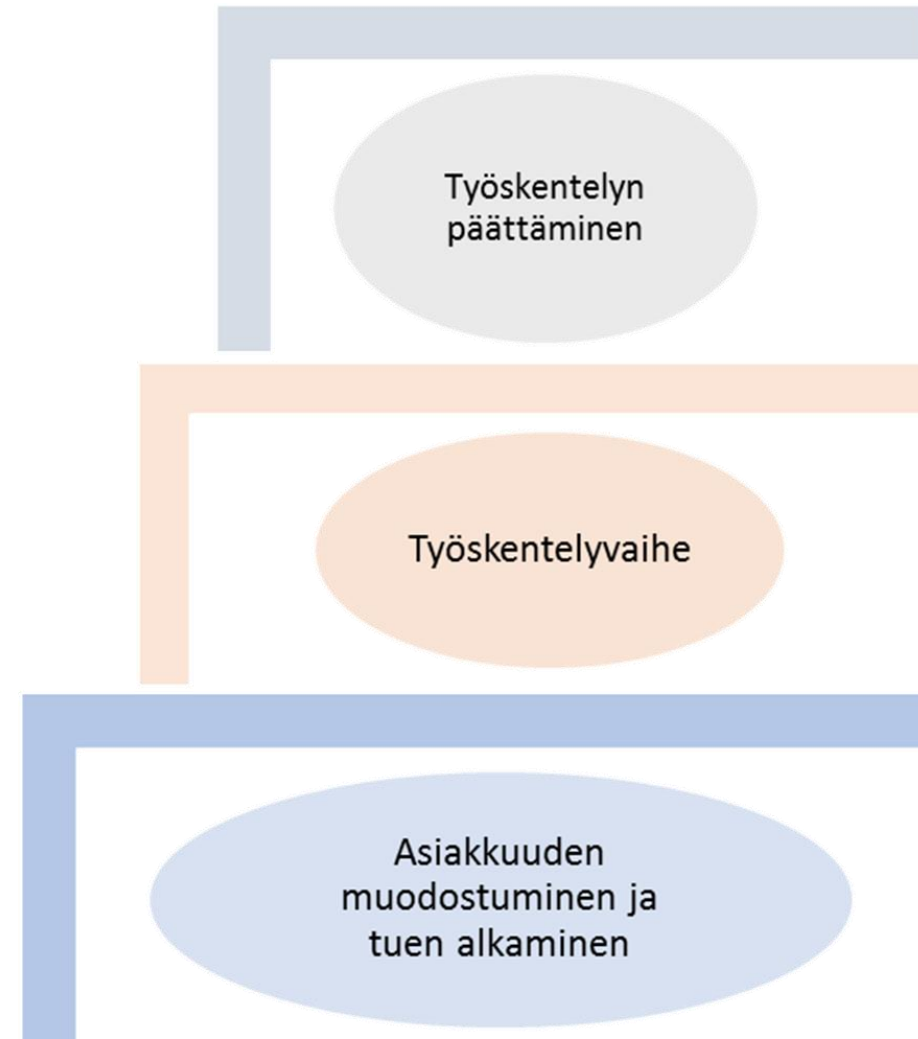 Työskentelyn
päättäminen
Työskentelyvaihe
Asiakkuuden
muodostuminen ja
tuen alkaminen